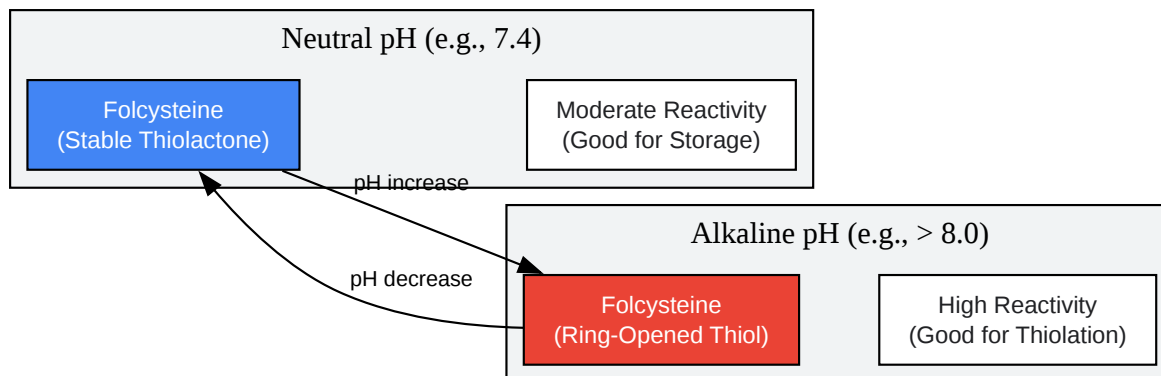 Neutral pH (e.g., 7.4)
Folcysteine
(Stable Thiolactone)
Moderate Reactivity
(Good for Storage)
pH increase
Alkaline pH (e.g., > 8.0)
pH decrease
Folcysteine
(Ring-Opened Thiol)
High Reactivity
(Good for Thiolation)